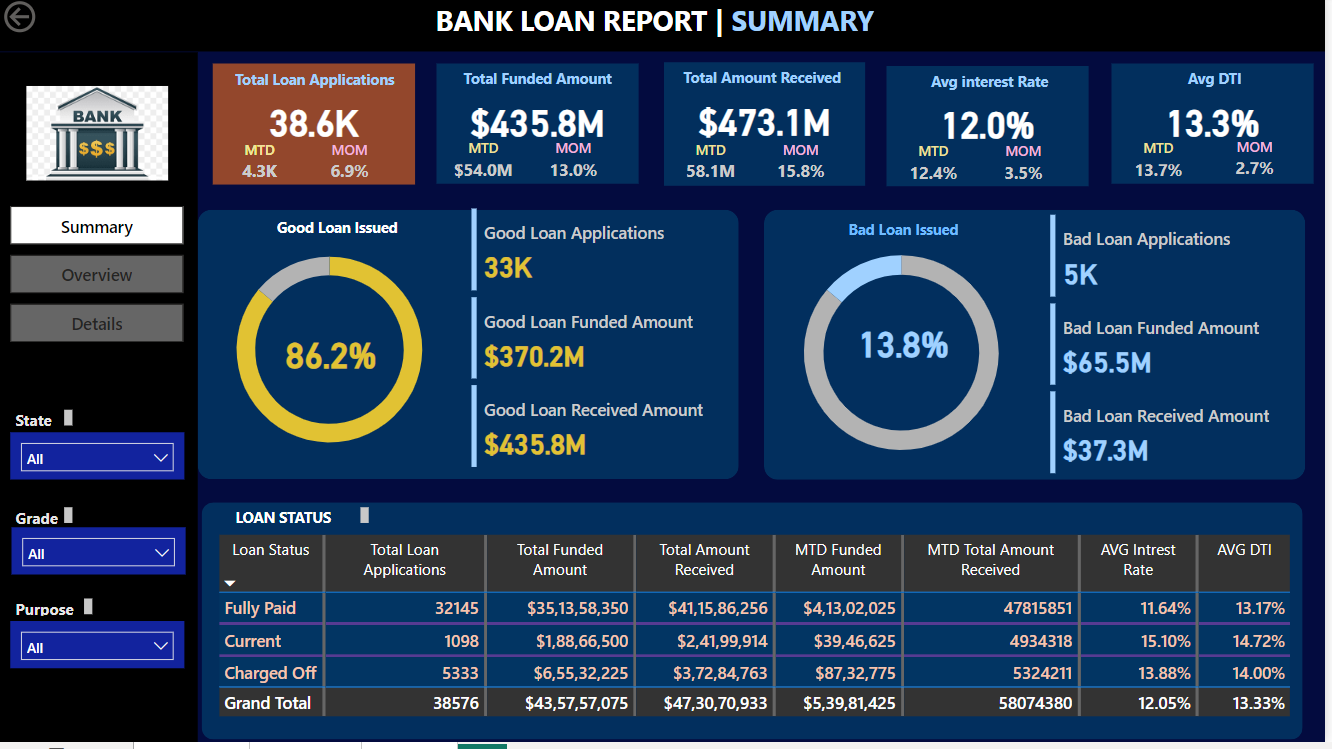 BANK LOAN REPORT | SUMMARY
BANK
$$$
Summary
Overview
Details
State
All
Grade
All
Purpose
All
Total Loan Applications
38.6K
MTD MOM
4.3K 6.9%
Total Funded Amount
$435.8M
MTD MOM
$54.0M 13.0%
Total Amount Received
$473.1M
MTD MOM
58.1M 15.8%
Avg interest Rate
12.0%
MTD MOM
12.4% 3.5%
Avg DTI
13.3%
MTD MOM
13.7% 2.7%
Good Loan Issued
86.2%
Good Loan Applications
33K
Good Loan Funded Amount
$370.2M
Good Loan Received Amount
$435.8M
Bad Loan Issued
13.8%
Bad Loan Applications
5K
Bad Loan Funded Amount
$65.5M
Bad Loan Received Amount
$37.3M
LOAN STATUS
Loan Status Total Loan Applications Total Funded Amount Total Amount Received MTD Funded Amount MTD Total Amount Received AVG Intrest Rate AVG DTI
Fully Paid 32145 $35,13,58,350 $41,15,86,256 $4,13,02,025 47815851 11.64% 13.17%
Current 1098 $1,88,66,500 $2,41,99,914 $39,46,625 4934318 15.10% 14.72%
Charged Off 5333 $6,55,32,225 $3,72,84,763 $87,32,775 5324211 13.88% 14.00%
Grand Total 38576 $43,57,57,075 $47,30,70,933 $5,39,81,425 58074380 12.05% 13.33%